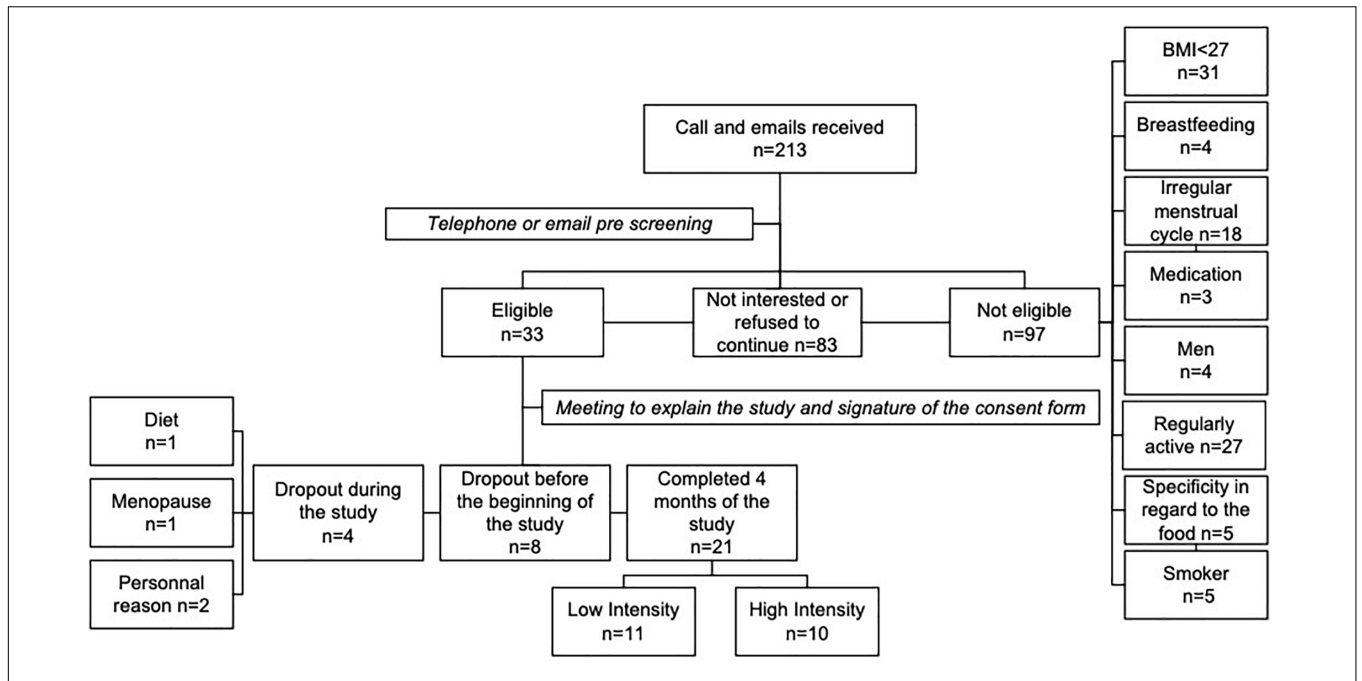 Call and emails received
n=213
Telephone or email pre screening
Eligible
n=33
Not interested or
refused to
continue n=83
Not eligible
n=97
BMI<27
n=31
Breastfeeding
n=4
Irregular
menstrual
cycle n=18
Medication
n=3
Men
n=4
Regularly
active n=27
Specificity in
regard to the
food n=5
Smoker
n=5
Meeting to explain the study and signature of the consent form
Diet
n=1
Menopause
n=1
Personnal
reason n=2
Dropout during
the study
n=4
Dropout before
the beginning of
the study
n=8
Completed 4
months of the
study
n=21
Low Intensity
n=11
High Intensity
n=10